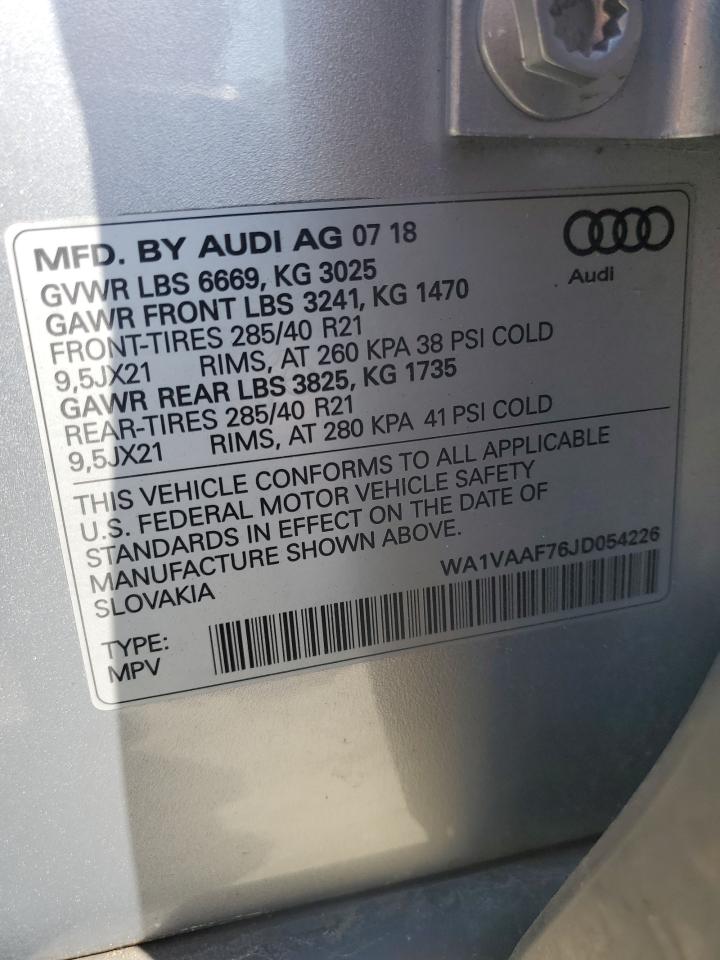 MFD. BY AUDI AG 07 18
Audi
GVWR LBS 6669, KG 3025
GAWR FRONT LBS 3241, KG 1470
FRONT-TIRES 285/40 R21
9,5JX21 RIMS, AT 260 KPA 38 PSI COLD
GAWR REAR LBS 3825, KG 1735
REAR-TIRES 285/40 R21
9,5JX21 RIMS, AT 280 KPA 41 PSI COLD
THIS VEHICLE CONFORMS TO ALL APPLICABLE
U.S. FEDERAL MOTOR VEHICLE SAFETY
STANDARDS IN EFFECT ON THE DATE OF
MANUFACTURE SHOWN ABOVE.
SLOVAKIA WA1VAAF76JD054226
TYPE:
MPV